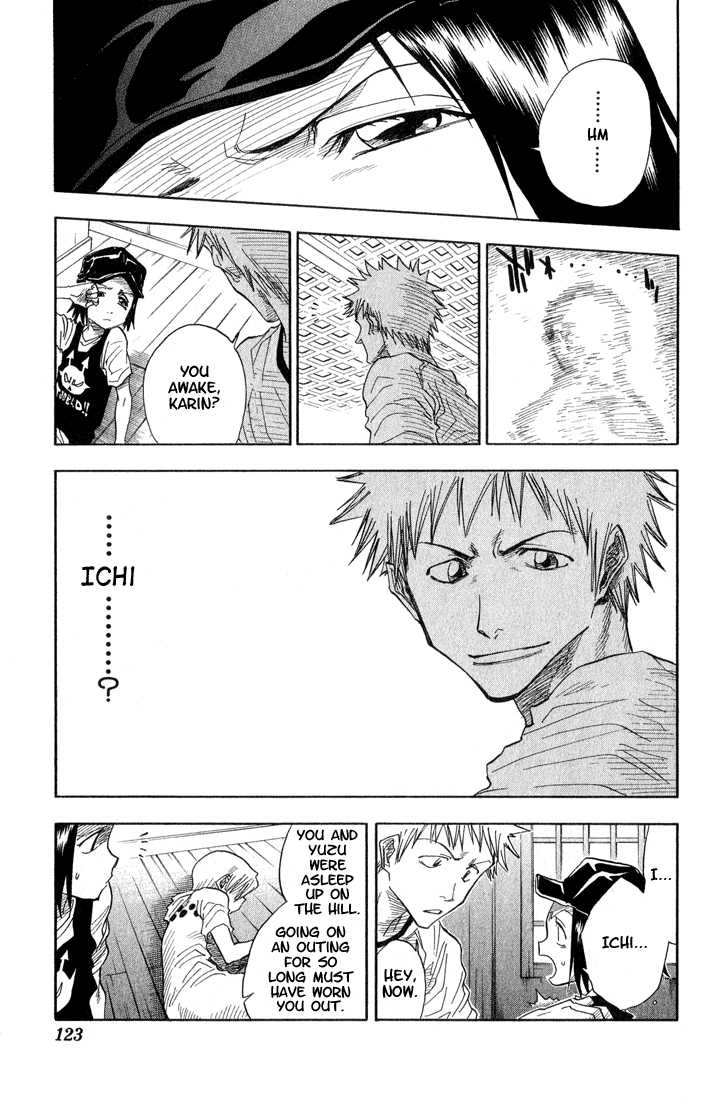 ......
HM
......
YOU
AWAKE,
KARIN?
......
ICHI
......?
I...
ICHI...
HEY,
NOW.
YOU AND
YUZU
WERE
ASLEEP
UP ON
THE HILL.
GOING ON
AN OUTING
FOR SO
LONG MUST
HAVE WORN
YOU OUT.
123